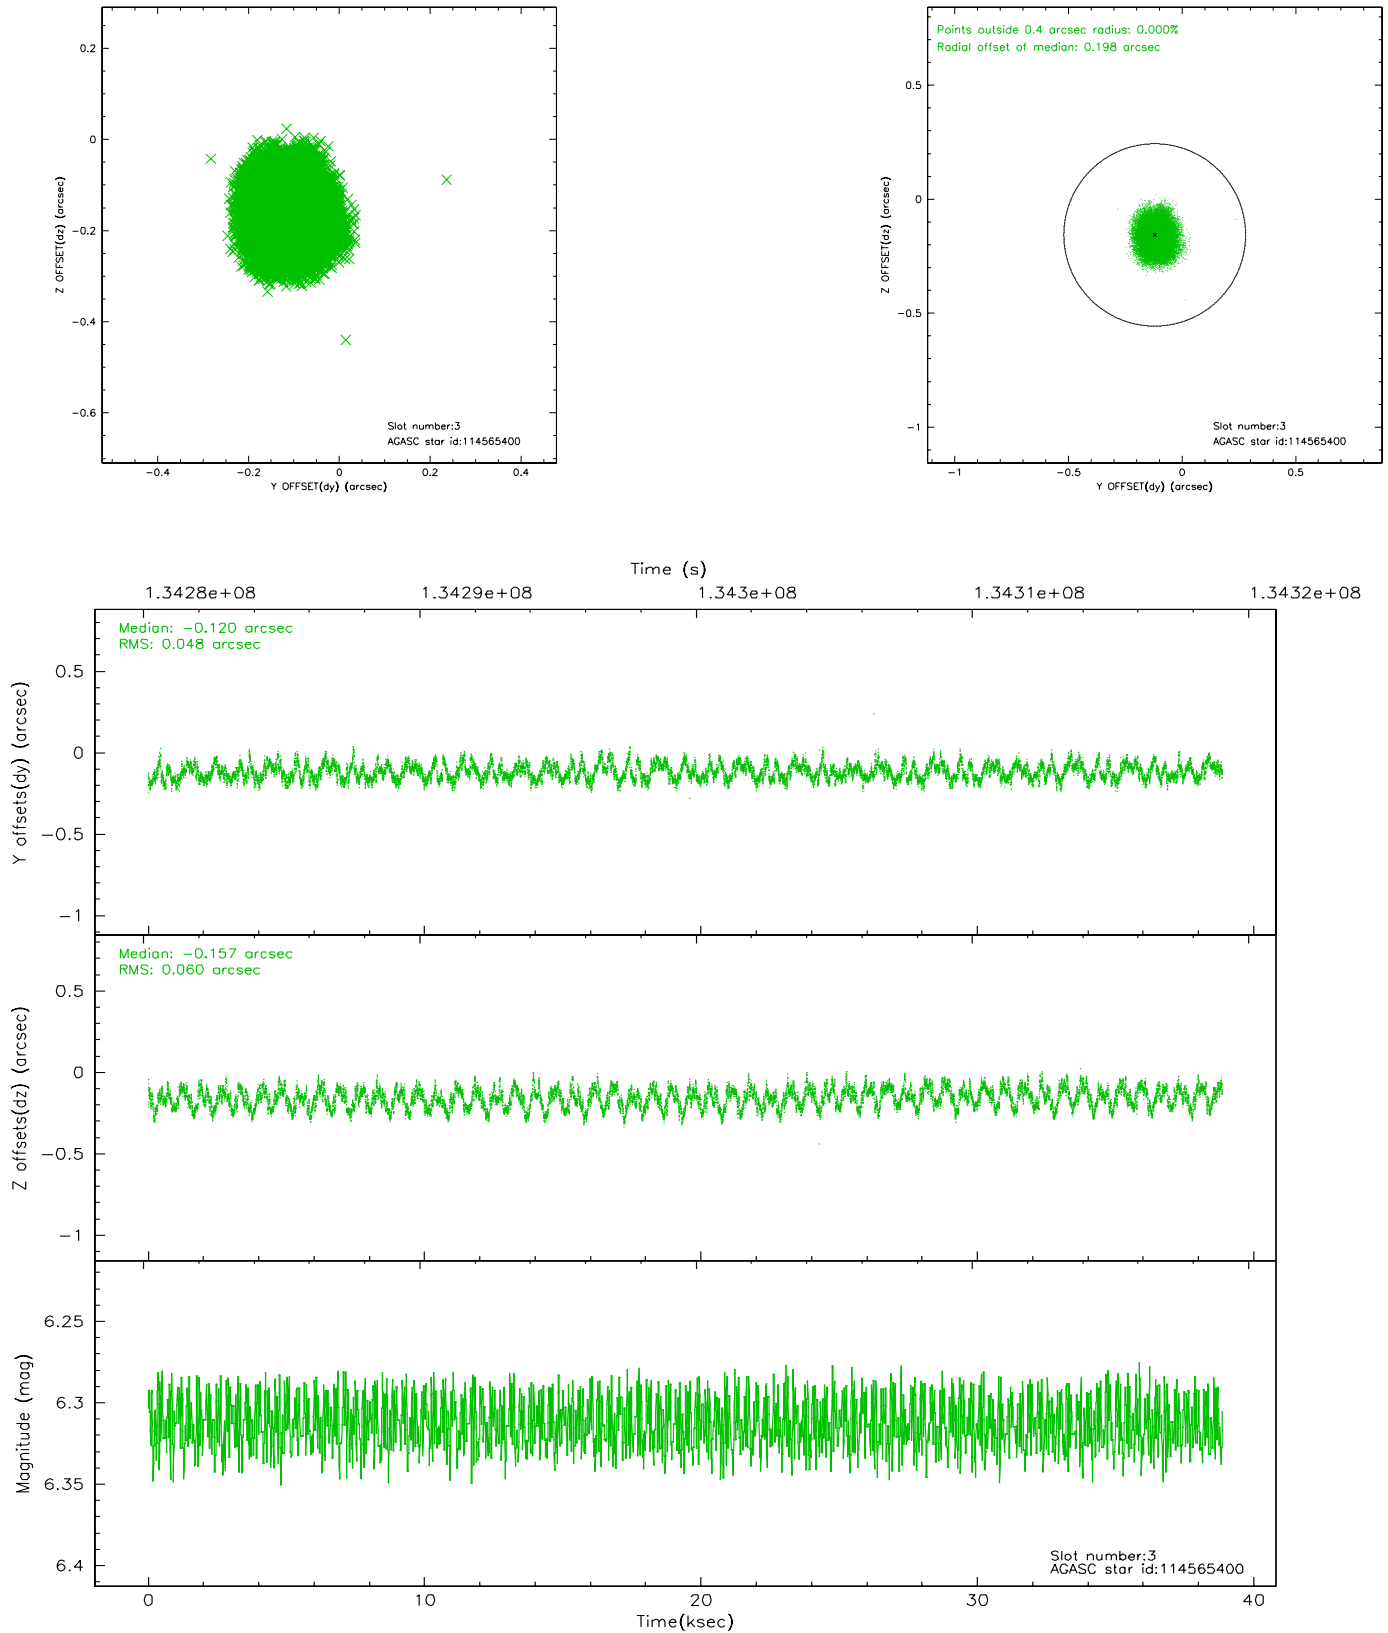 0.2
0
−0.2
−0.4
−0.6
Z OFFSET(dz) (arcsec)
Slot number:3
AGASC star id:114565400
−0.4 −0.2 0 0.2 0.4
Y OFFSET(dy) (arcsec)
Points outside 0.4 arcsec radius: 0.000%
Radial offset of median: 0.198 arcsec
0.5
0
−0.5
−1
Z OFFSET(dz) (arcsec)
Slot number:3
AGASC star id:114565400
−1 −0.5 0 0.5
Y OFFSET(dy) (arcsec)
Time (s)
1.3428e+08 1.3429e+08 1.343e+08 1.3431e+08 1.3432e+08
Median: −0.120 arcsec
RMS: 0.048 arcsec
0.5
0
−0.5
−1
Y offsets(dy) (arcsec)
Median: −0.157 arcsec
RMS: 0.060 arcsec
0.5
0
−0.5
−1
Z offsets(dz) (arcsec)
6.25
6.3
6.35
6.4
Magnitude (mag)
Slot number:3
AGASC star id:114565400
0 10 20 30 40
Time(ksec)